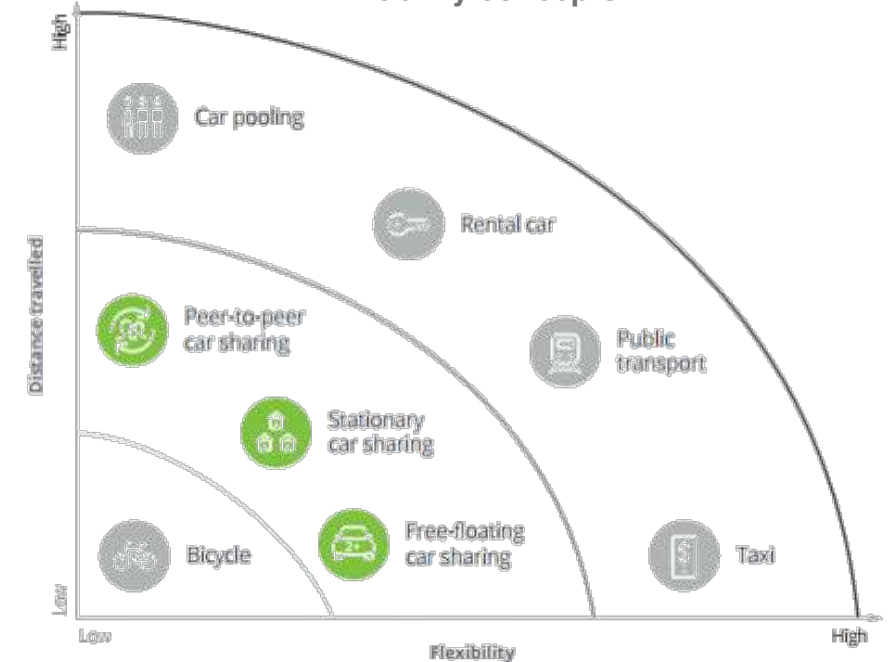 High
Car pooling
Rental car
Distance travelled
Peer-to-peer
car sharing
Public
transport
Stationary
car sharing
Free-floating
car sharing
2+
Bicycle
$
Taxi
Low
Low
Flexibility
High